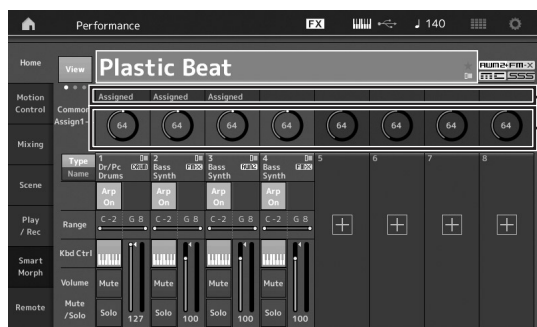 Performance FX 140
Home View Plastic Beat AWM2+FM-X
MC SSS
Assigned Assigned Assigned
Motion Control
Common
Assign1-
64 64 64 64 64 64 64 64
Mixing
Type 1 2 3 4 5 6 7 8
Name Dr/Pc Drums Bass Synth Bass Synth Bass Synth
Scene
Arp On Arp On Arp On Arp On
Play / Rec
Range C -2 G 8 C -2 G 8 C -2 G 8 C -2 G 8
Smart Morph
Kbd Ctrl
Volume Mute Mute Mute Mute
Remote
Mute /Solo Solo 127 Solo 100 Solo 100 Solo 100